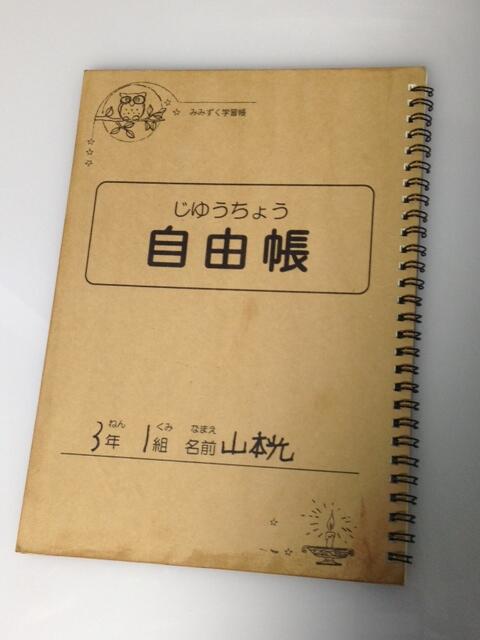 みみずく学習帳
じゆうちょう
自由帳
ねん くみ なまえ
3年 1組 名前 山本光